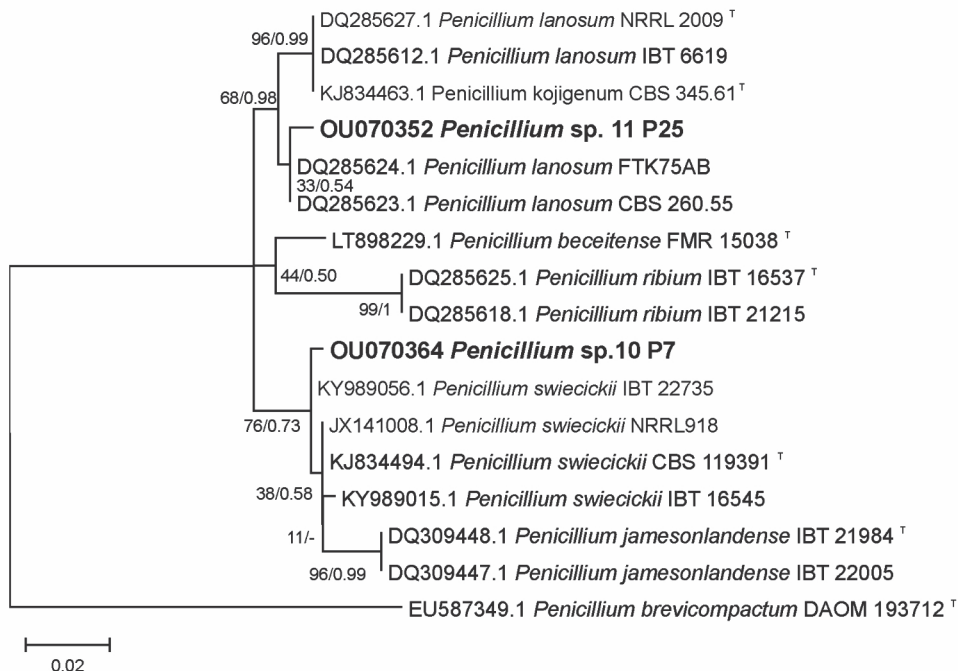 DQ285627.1 Penicillium lanosum NRRL 2009 T
96/0.99
DQ285612.1 Penicillium lanosum IBT 6619
68/0.98
KJ834463.1 Penicillium kojigenum CBS 345.61 T
OU070352 Penicillium sp. 11 P25
DQ285624.1 Penicillium lanosum FTK75AB
33/0.54
DQ285623.1 Penicillium lanosum CBS 260.55
LT898229.1 Penicillium beceitense FMR 15038 T
44/0.50
DQ285625.1 Penicillium ribium IBT 16537 T
99/1
DQ285618.1 Penicillium ribium IBT 21215
OU070364 Penicillium sp.10 P7
KY989056.1 Penicillium swiecickii IBT 22735
76/0.73
JX141008.1 Penicillium swiecickii NRRL918
KJ834494.1 Penicillium swiecickii CBS 119391 T
38/0.58
KY989015.1 Penicillium swiecickii IBT 16545
11/-
DQ309448.1 Penicillium jamesonlandense IBT 21984 T
96/0.99
DQ309447.1 Penicillium jamesonlandense IBT 22005
EU587349.1 Penicillium brevicompactum DAOM 193712 T
0.02